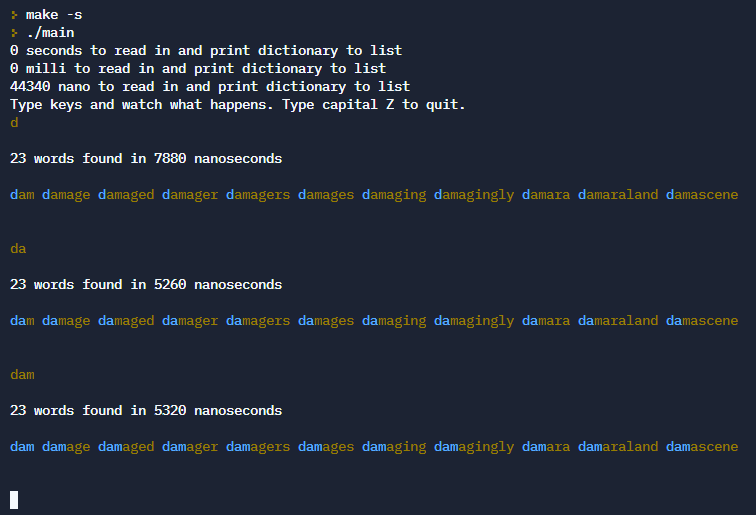 > make -s
> ./main
0 seconds to read in and print dictionary to list
0 milli to read in and print dictionary to list
44340 nano to read in and print dictionary to list
Type keys and watch what happens. Type capital Z to quit.
d
23 words found in 7880 nanoseconds
dam damage damaged damager damagers damages damaging damagingly damara damaraland damascene
da
23 words found in 5260 nanoseconds
dam damage damaged damager damagers damages damaging damagingly damara damaraland damascene
dam
23 words found in 5320 nanoseconds
dam damage damaged damager damagers damages damaging damagingly damara damaraland damascene